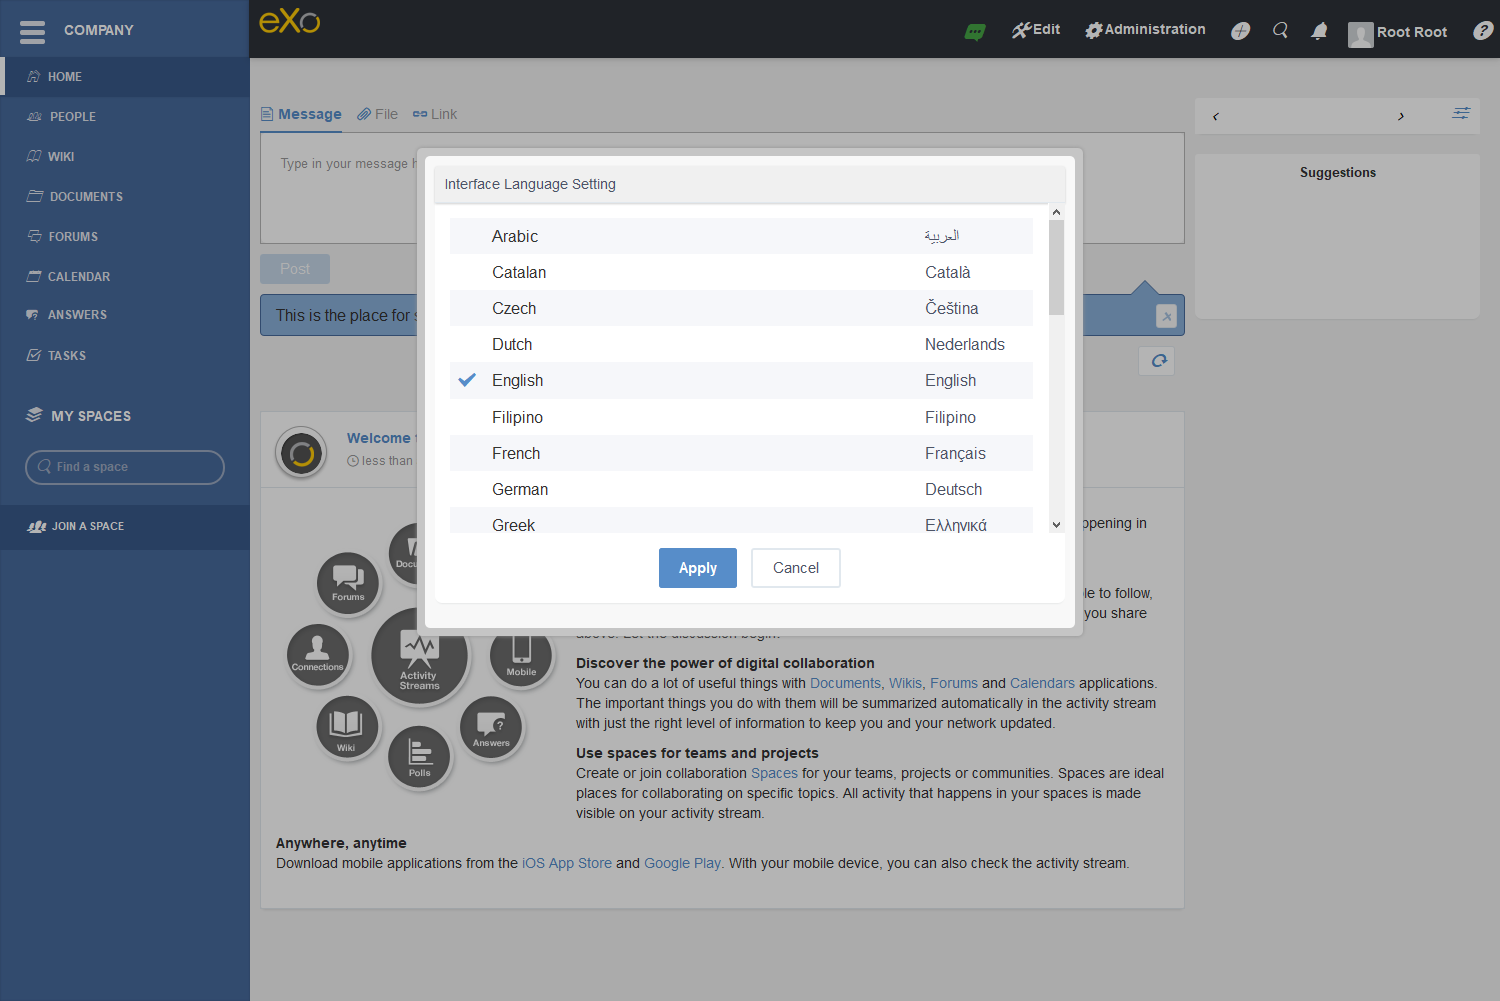 COMPANY
eXo
Edit
Administration
Root Root
?
HOME
PEOPLE
WIKI
DOCUMENTS
FORUMS
CALENDAR
ANSWERS
TASKS
MY SPACES
Find a space
JOIN A SPACE
Message
File
Link
Type in your message
Post
This is the place for
Suggestions
Interface Language Setting
Arabic العربية
Catalan Català
Czech Čeština
Dutch Nederlands
English English
Filipino Filipino
French Français
German Deutsch
Greek Ελληνικά
Apply
Cancel
Welcome
less than
Forums
Connections
Activity
Streams
Mobile
Wiki
Polls
Answers
?
in
le to follow,
you share
Discover the power of digital collaboration
You can do a lot of useful things with Documents, Wikis, Forums and Calendars applications.
The important things you do with them will be summarized automatically in the activity stream
with just the right level of information to keep you and your network updated.
Use spaces for teams and projects
Create or join collaboration Spaces for your teams, projects or communities. Spaces are ideal
places for collaborating on specific topics. All activity that happens in your spaces is made
visible on your activity stream.
Anywhere, anytime
Download mobile applications from the iOS App Store and Google Play. With your mobile device, you can also check the activity stream.